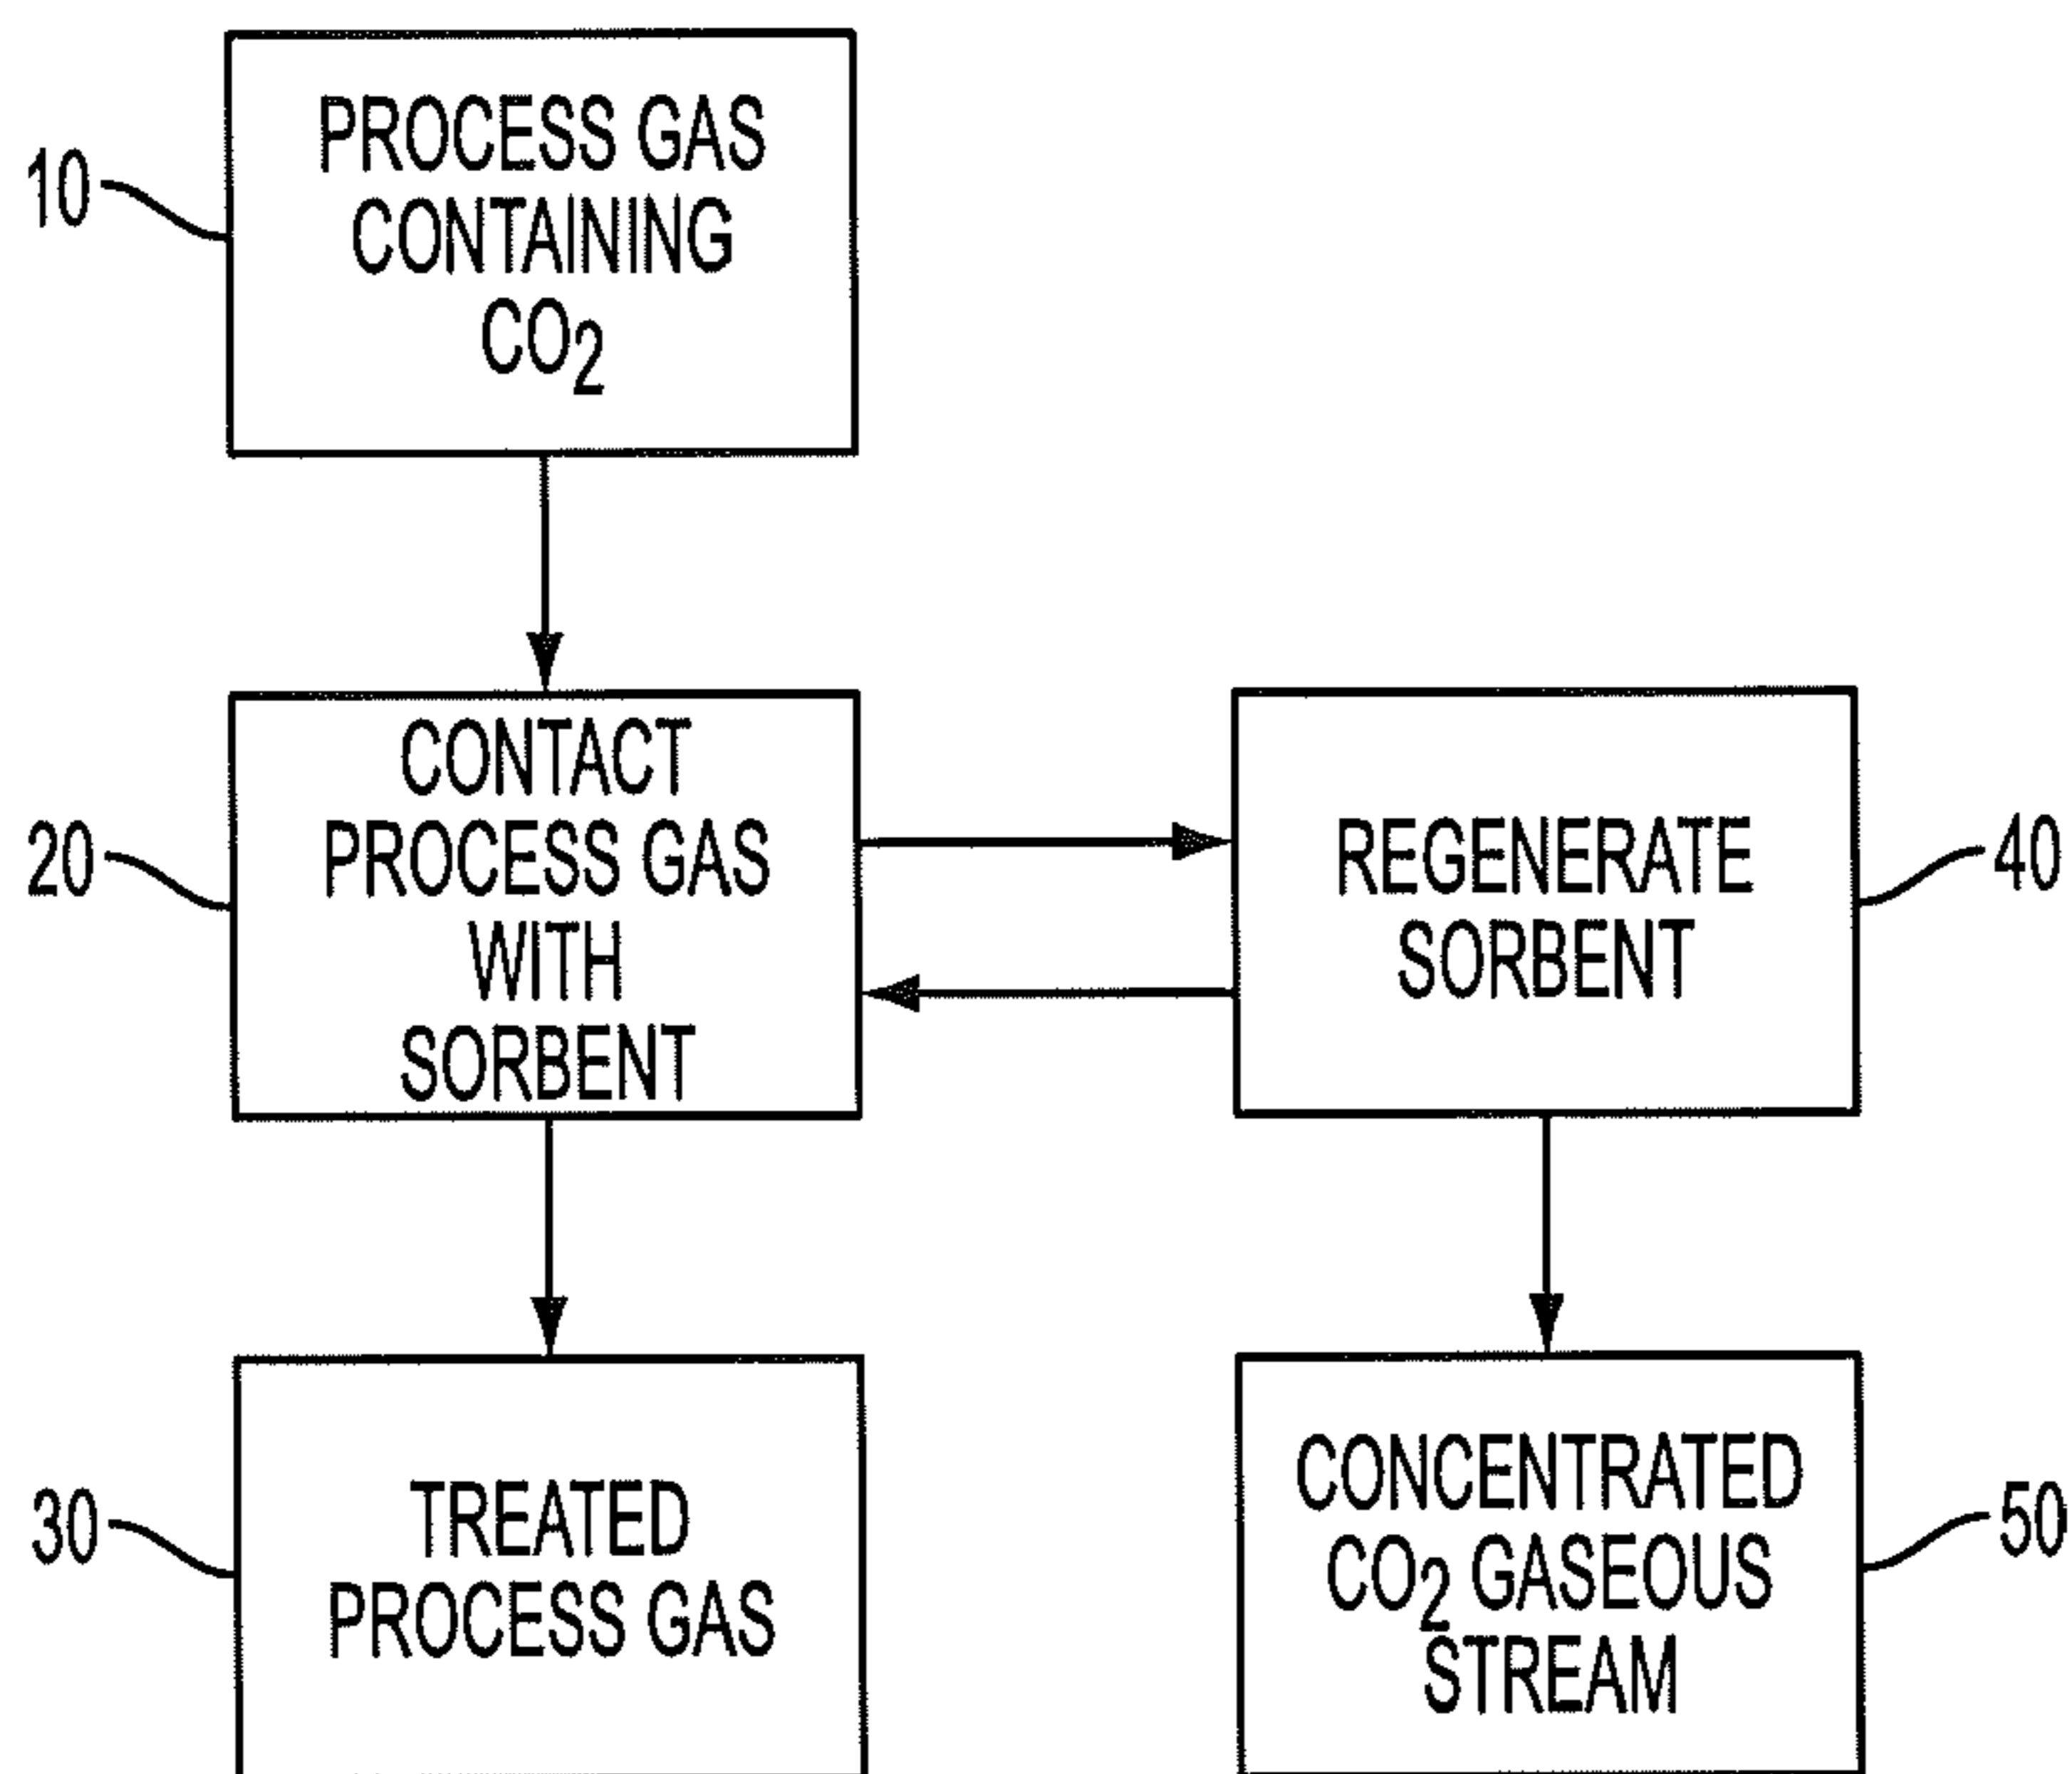 PROCESS GAS
CONTAINING
CO₂
10
CONTACT
PROCESS GAS
WITH
SORBENT
20
REGENERATE
SORBENT
40
TREATED
PROCESS GAS
30
CONCENTRATED
CO₂ GASEOUS
STREAM
50